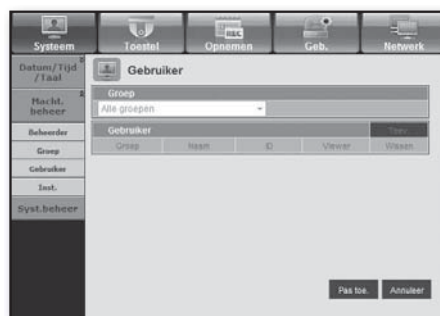 Systeem Toestel Opnemen Geb. Netwerk
Datum/Tijd
/Taal
Macht.
beheer
Beheerder
Groep
Gebruiker
Inst.
Syst.beheer
Gebruiker
Groep
Alle groepen
Gebruiker Toev.
Groep Naam ID Viewer Wissen
Pas toe. Annuleer